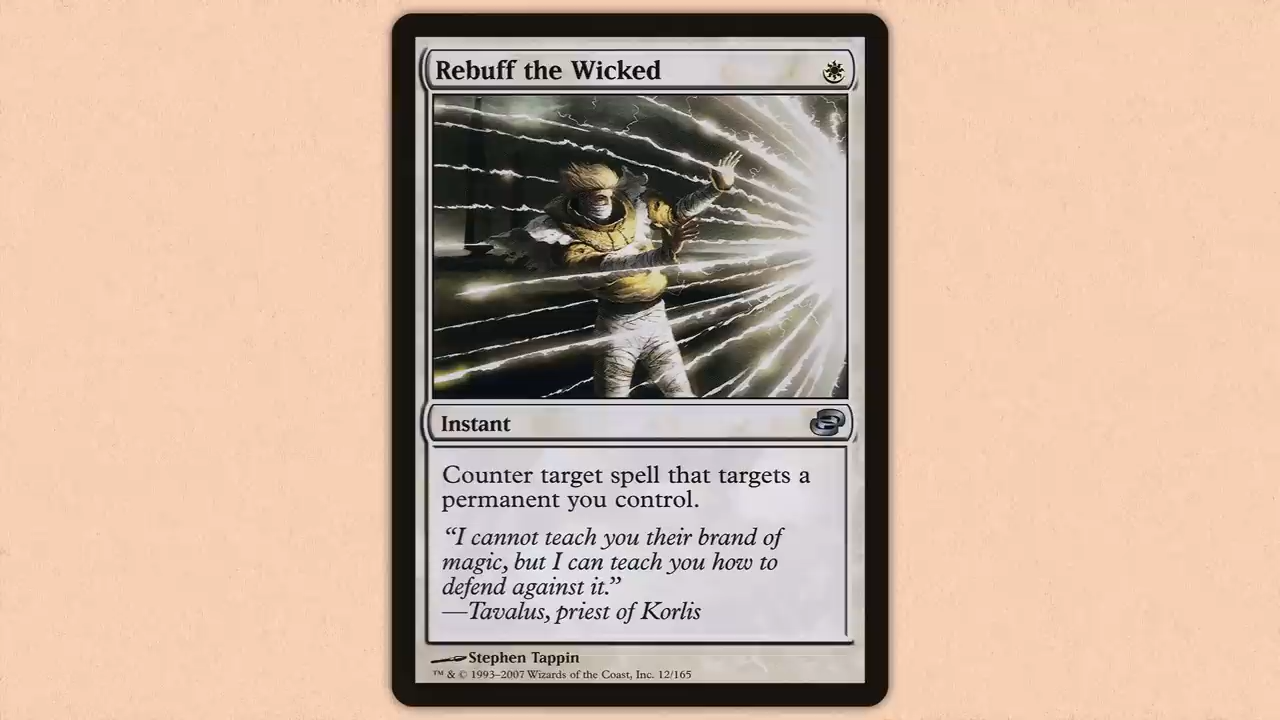 Rebuff the Wicked
Instant
Counter target spell that targets a
permanent you control.
“I cannot teach you their brand of
magic, but I can teach you how to
defend against it.”
—Tavalus, priest of Korlis
Stephen Tappin
™ & © 1993–2007 Wizards of the Coast, Inc. 12/165